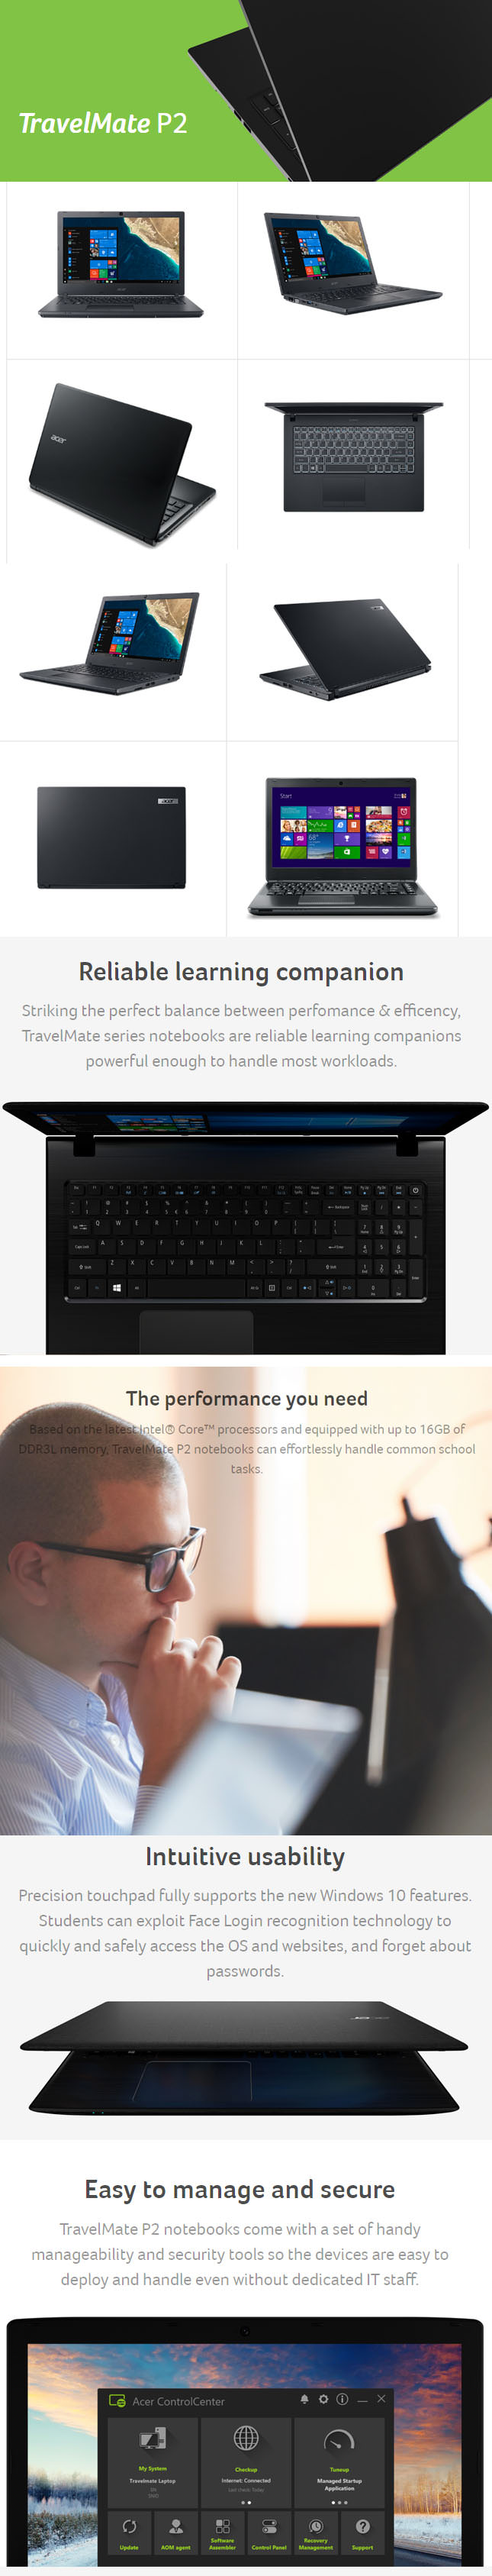 TravelMate P2
acer
acer
Start
Reliable learning companion
Striking the perfect balance between perfomance & efficency,
TravelMate series notebooks are reliable learning companions
powerful enough to handle most workloads.
The performance you need
Based on the latest Intel® Core™ processors and equipped with up to 16GB of
DDR3L memory, TravelMate P2 notebooks can effortlessly handle common school
tasks.
Intuitive usability
Precision touchpad fully supports the new Windows 10 features.
Students can exploit Face Login recognition technology to
quickly and safely access the OS and websites, and forget about
passwords.
Easy to manage and secure
TravelMate P2 notebooks come with a set of handy
manageability and security tools so the devices are easy to
deploy and handle even without dedicated IT staff.
Acer ControlCenter
My System
Travelmate Laptop
Checkup
Internet: Connected
Last check: Today
Tuneup
Managed Startup
Application
Update
AOM agent
Software
Assembler
Control Panel
Recovery
Management
Support